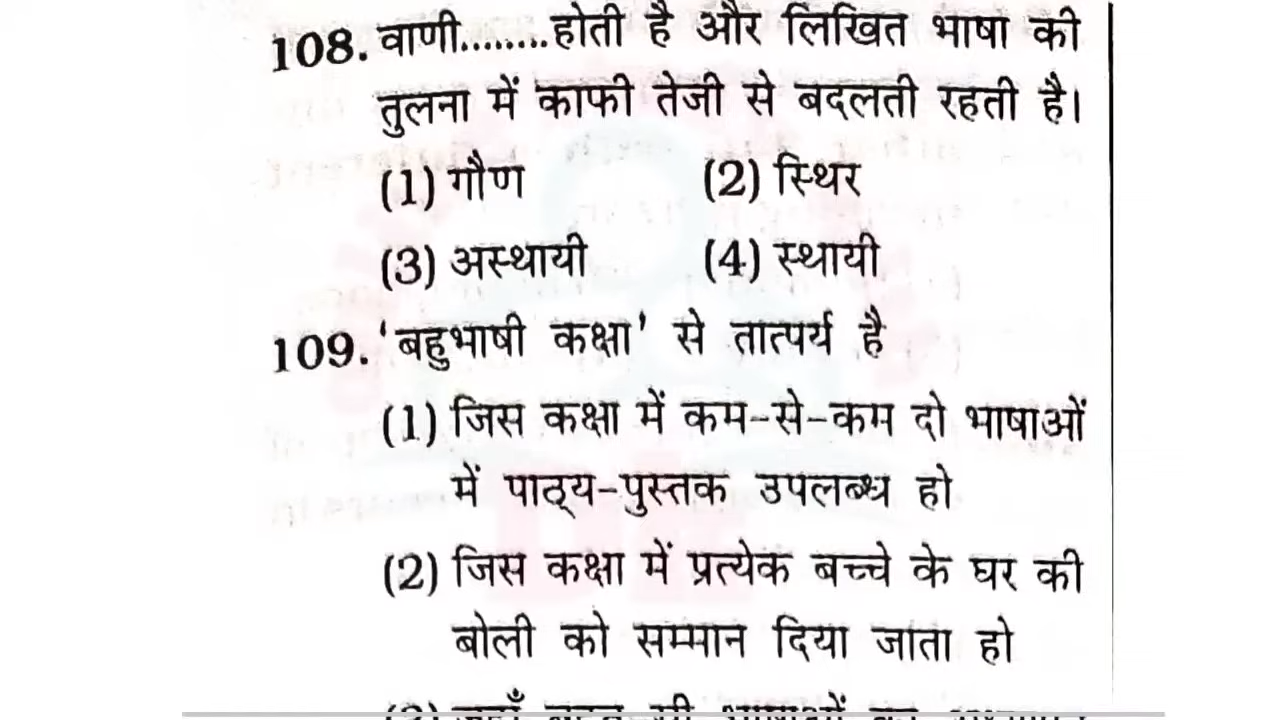 108. वाणी........होती है और लिखित भाषा की
तुलना में काफी तेजी से बदलती रहती है।
(1) गौण (2) स्थिर
(3) अस्थायी (4) स्थायी
109. 'बहुभाषी कक्षा' से तात्पर्य है
(1) जिस कक्षा में कम-से-कम दो भाषाओं
में पाठ्य-पुस्तक उपलब्ध हो
(2) जिस कक्षा में प्रत्येक बच्चे के घर की
बोली को सम्मान दिया जाता हो